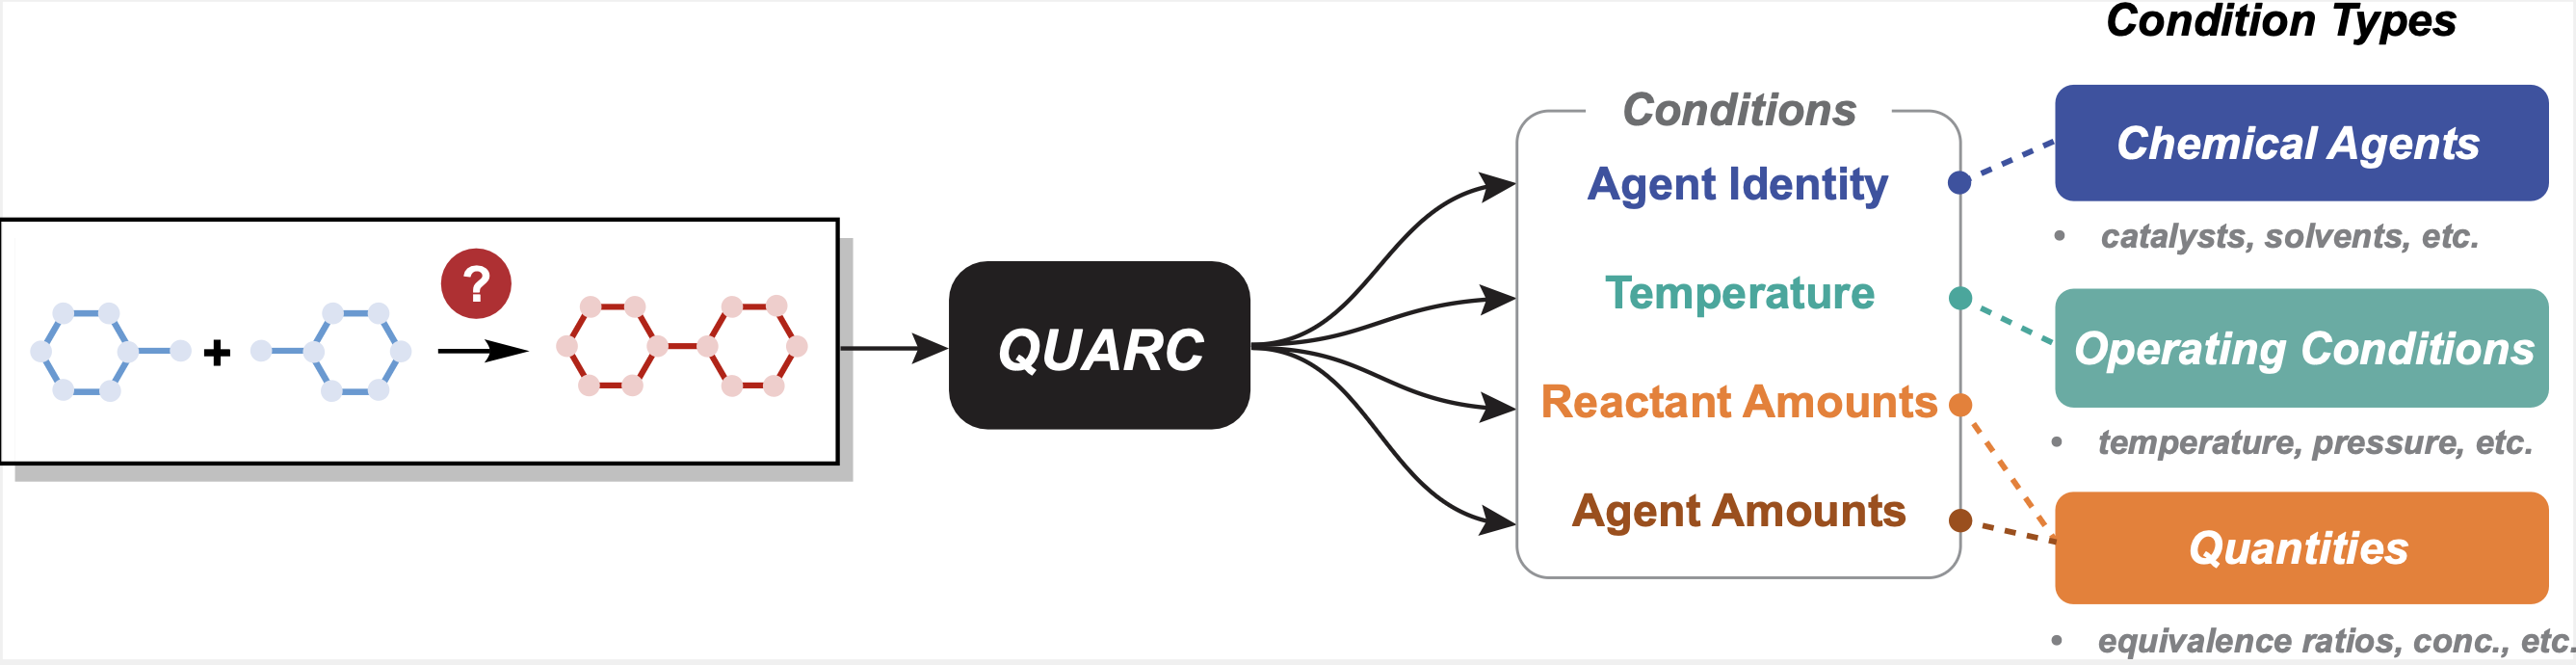 Condition Types
Conditions
Chemical Agents
Agent Identity
• catalysts, solvents, etc.
?
Temperature
+
QUARC
Operating Conditions
Reactant Amounts
• temperature, pressure, etc.
Agent Amounts
Quantities
• equivalence ratios, conc., etc.